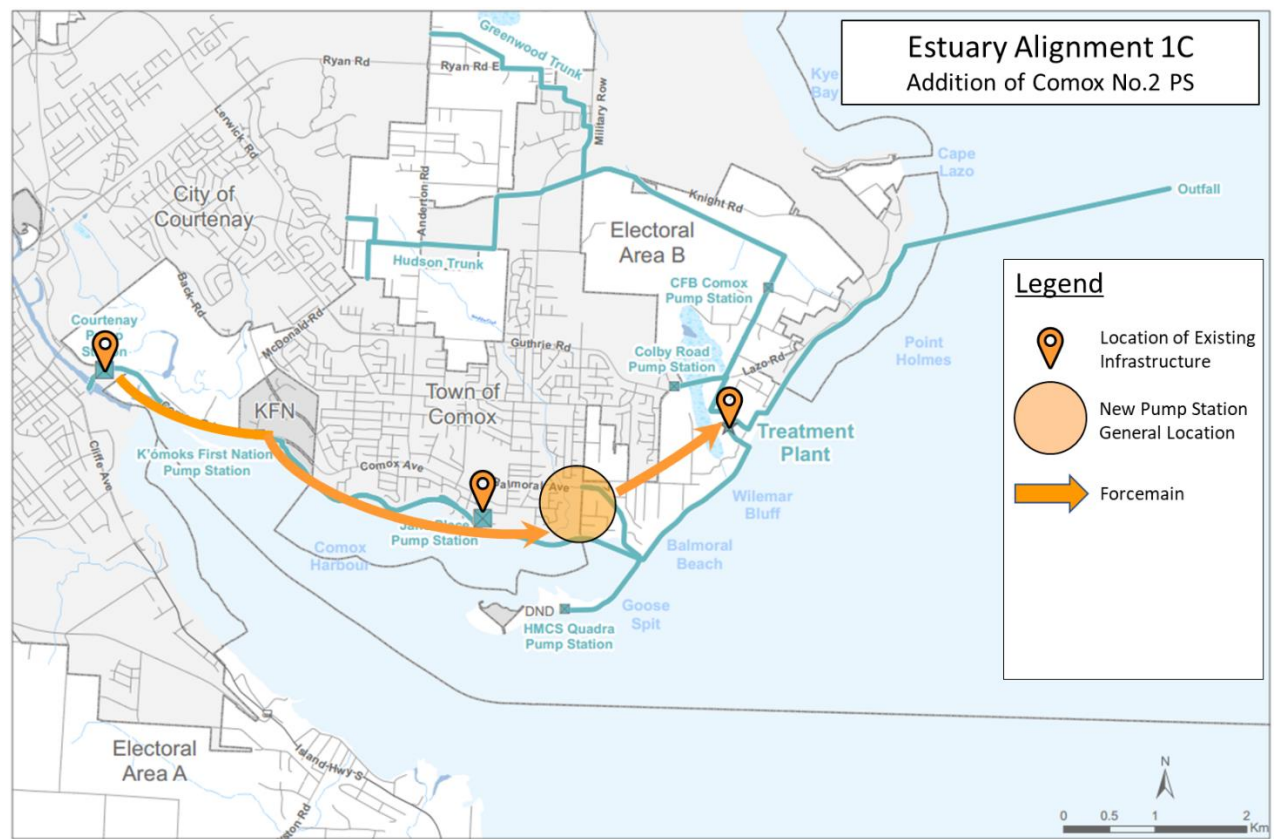 Estuary Alignment 1C
Addition of Comox No.2 PS
Greenwood Trunk
Ryan Rd
Ryan Rd E
Kye
Bay
Military Row
Lerwick Rd
Cape
Lazo
City of
Courtenay
Anderton Rd
Knight Rd
Outfall
Electoral
Area B
Hudson Trunk
Back Rd
CFB Comox
Pump Station
Legend
Courtenay
Station
McDonald Rd
Guthrie Rd
Colby Road
Pump Station
Lazo Rd
Point
Holmes
Location of Existing
Infrastructure
Town of
Comox
KFN
New Pump Station
General Location
Treatment
Plant
Cliffe Ave
K'ómoks First Nation
Pump Station
Comox Ave
Balmoral Ave
Wilemar
Bluff
Forcemain
Pump Station
Comox
Harbour
Balmoral
Beach
Goose
Spit
DND
HMCS Quadra
Pump Station
Electoral
Area A
Island Hwy S
N
0 0.5 1 2
Km